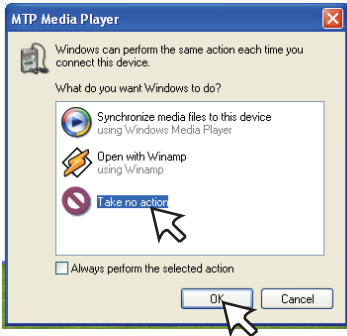 MTP Media Player
Windows can perform the same action each time you
connect this device.
What do you want Windows to do?
Synchronize media files to this device
using Windows Media Player
Open with Winamp
using Winamp
Take no action
Always perform the selected action
OK
Cancel